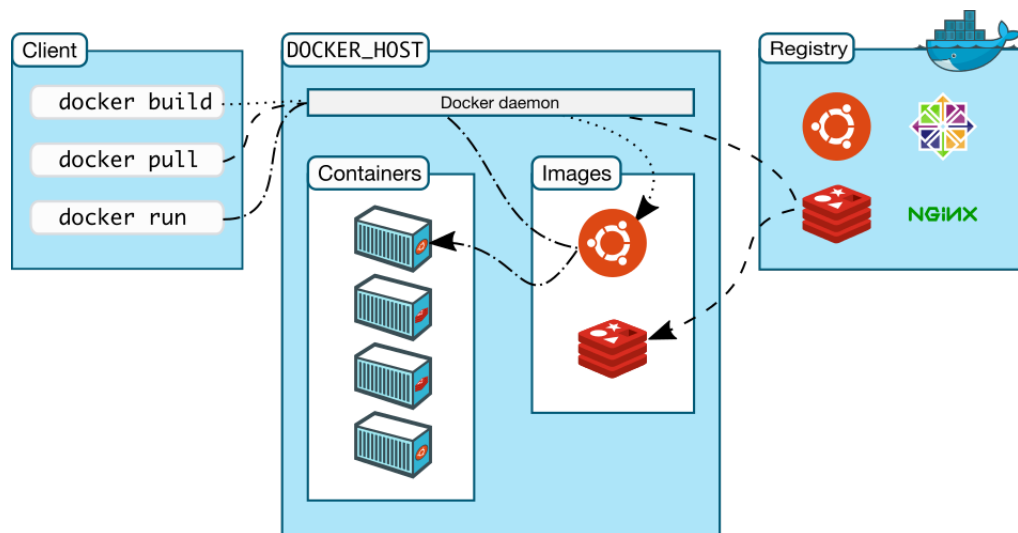 Client
docker build
docker pull
docker run
DOCKER_HOST
Docker daemon
Containers
Images
Registry
NGiNX